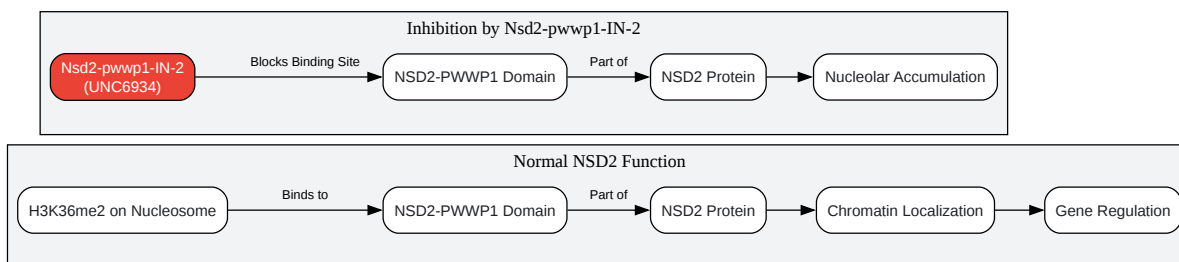 Inhibition by Nsd2-pwwp1-IN-2
Nsd2-pwwp1-IN-2
(UNC6934)
Blocks Binding Site
NSD2-PWWP1 Domain
Part of
NSD2 Protein
Nucleolar Accumulation
Normal NSD2 Function
H3K36me2 on Nucleosome
Binds to
NSD2-PWWP1 Domain
Part of
NSD2 Protein
Chromatin Localization
Gene Regulation